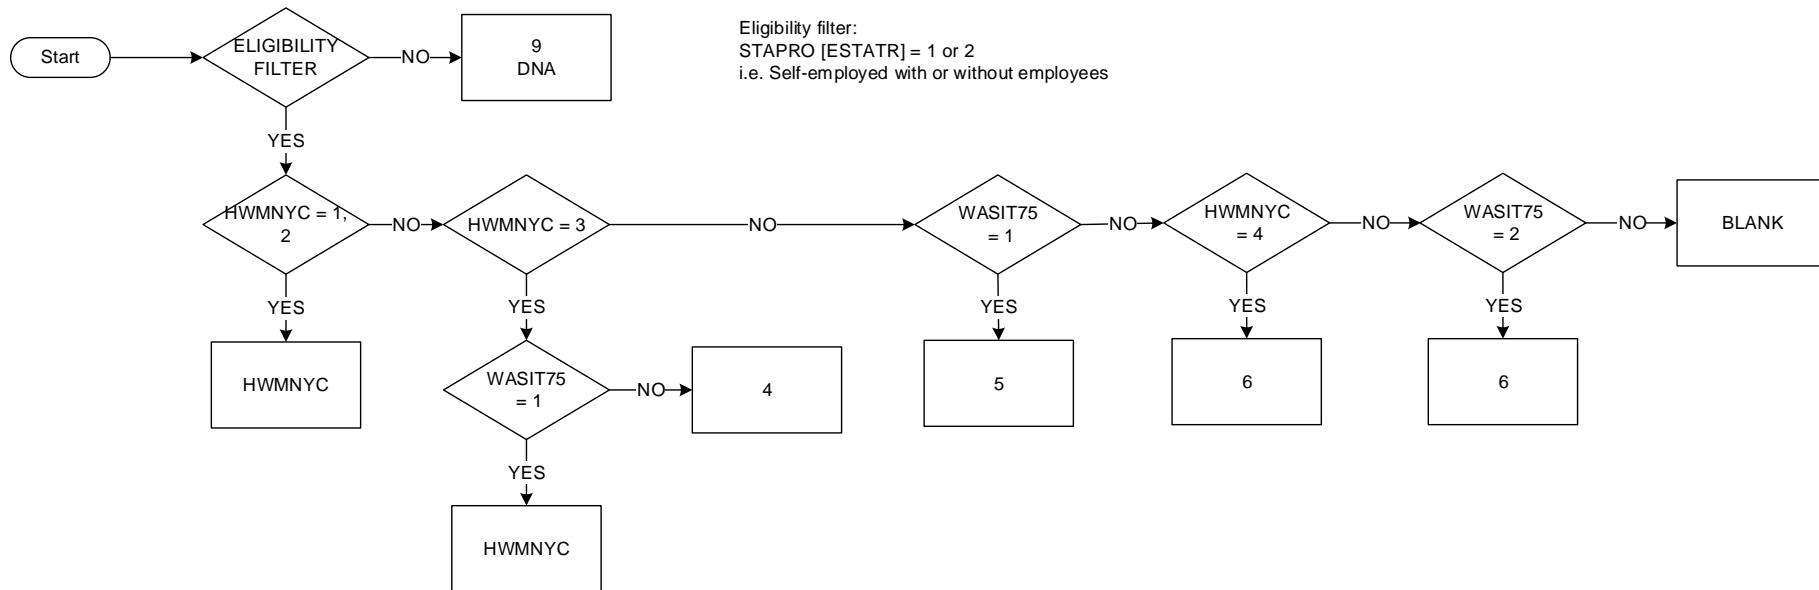 Start
ELIGIBILITY
FILTER
NO
9
DNA
Eligibility filter:
STAPRO [ESTATR] = 1 or 2
i.e. Self-employed with or without employees
YES
HWMNYC = 1,
2
NO
HWMNYC = 3
NO
WASIT75
= 1
NO
HWMNYC
= 4
NO
WASIT75
= 2
NO
BLANK
YES
YES
YES
YES
YES
HWMNYC
WASIT75
= 1
NO
4
5
6
6
YES
HWMNYC